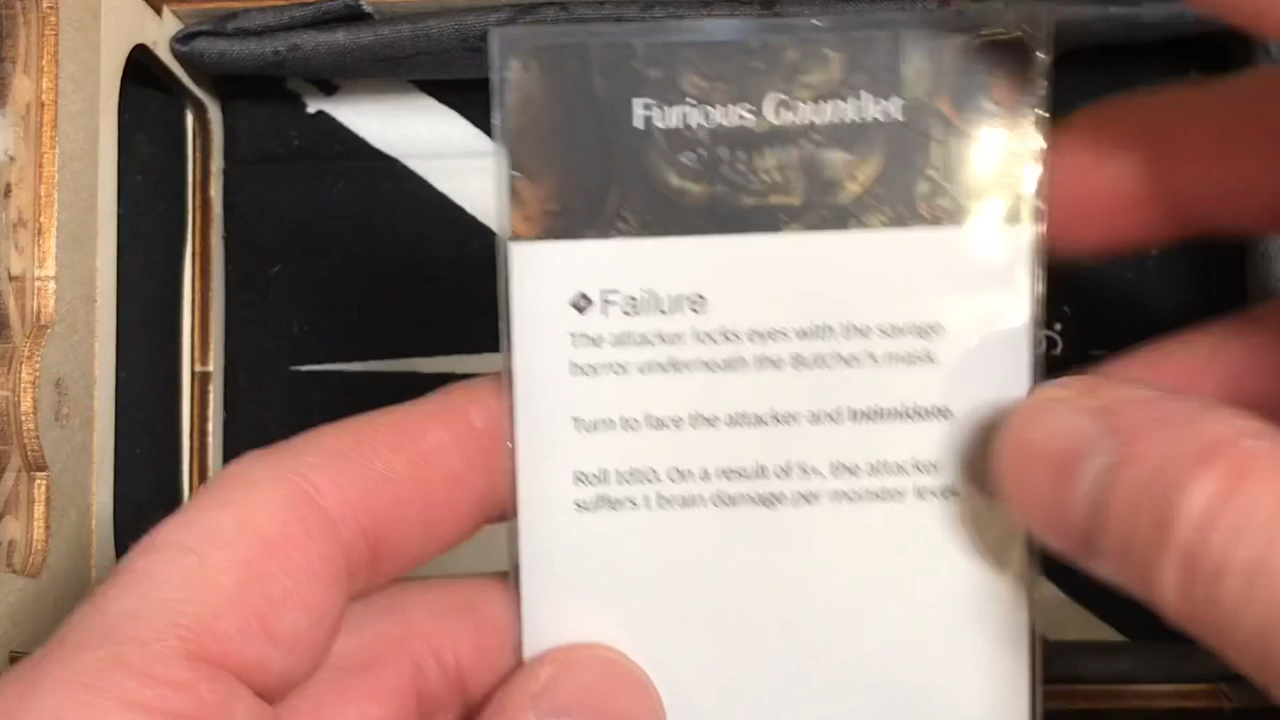 Furious Gauntlet
Failure
The attacker locks eyes with the savage
horror underneath the Butcher's mask.
Turn to face the attacker and Intimidate.
Roll 1d10. On a result of 5+, the attacker
suffers 1 brain damage per monster level.